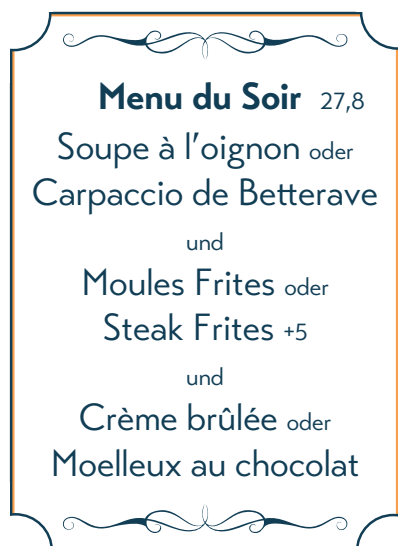 Menu du Soir 27,8
Soupe à l'oignon oder
Carpaccio de Betterave
und
Moules Frites oder
Steak Frites +5
und
Crème brûlée oder
Moelleux au chocolat